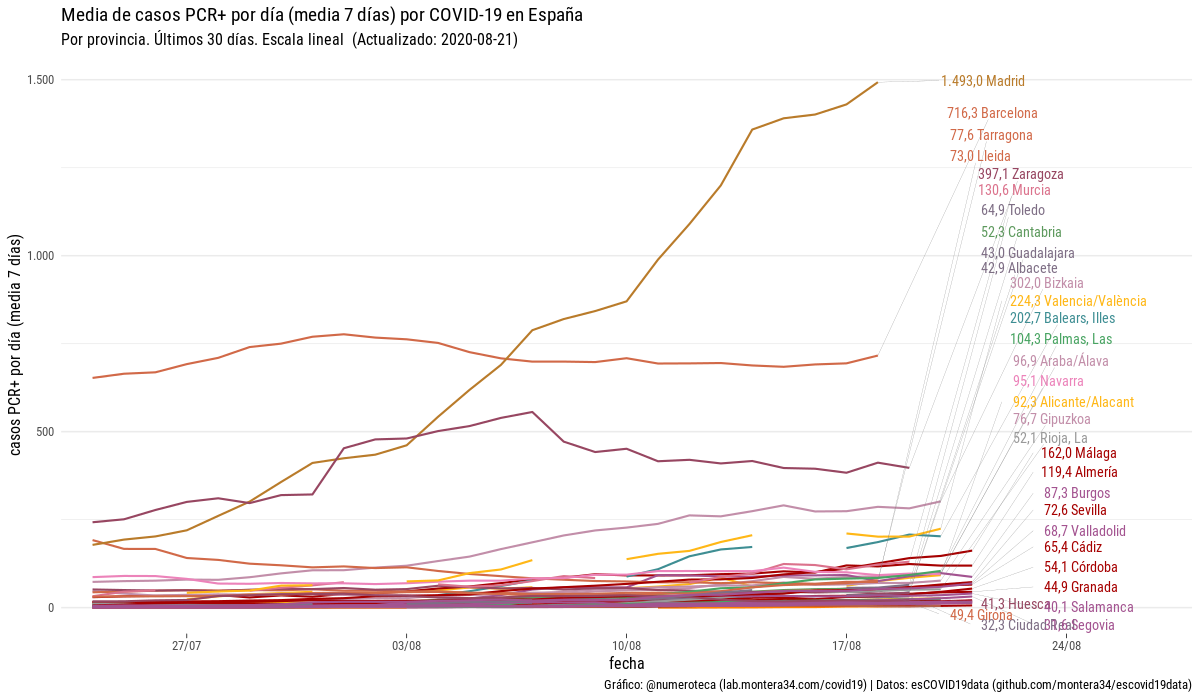 Media de casos PCR+ por día (media 7 días) por COVID-19 en España
Por provincia. Últimos 30 días. Escala lineal (Actualizado: 2020-08-21)
casos PCR+ por día (media 7 días)
1.500
1.000
500
0
1.493,0 Madrid
716,3 Barcelona
77,6 Tarragona
73,0 Lleida
397,1 Zaragoza
130,6 Murcia
64,9 Toledo
52,3 Cantabria
43,0 Guadalajara
42,9 Albacete
302,0 Bizkaia
224,3 Valencia/València
202,7 Balears, Illes
104,3 Palmas, Las
96,9 Araba/Álava
95,1 Navarra
92,3 Alicante/Alacant
76,7 Gipuzkoa
52,1 Rioja, La
162,0 Málaga
119,4 Almería
87,3 Burgos
72,6 Sevilla
68,7 Valladolid
65,4 Cádiz
54,1 Córdoba
44,9 Granada
41,3 Huesca
40,1 Salamanca
49,4 Girona
32,3 Ciudad Real
Segovia
27/07
03/08
10/08
17/08
24/08
fecha
Gráfico: @numeroteca (lab.montera34.com/covid19) | Datos: esCOVID19data (github.com/montera34/escovid19data)